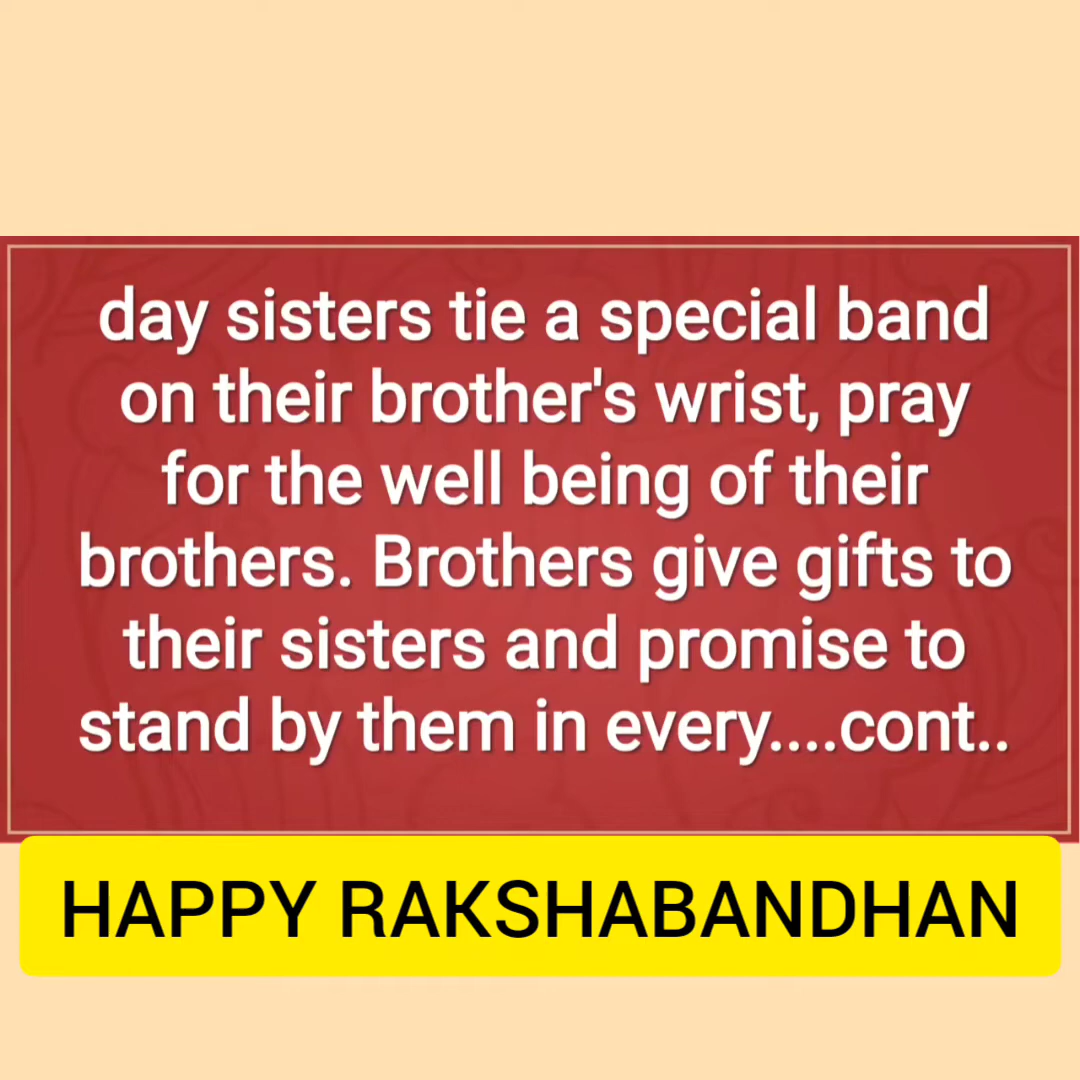 day sisters tie a special band
on their brother's wrist, pray
for the well being of their
brothers. Brothers give gifts to
their sisters and promise to
stand by them in every....cont..
HAPPY RAKSHABANDHAN